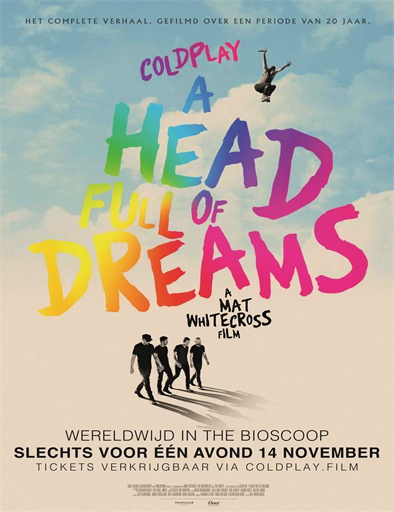 HET COMPLETE VERHAAL. GEFILMD OVER EEN PERIODE VAN 20 JAAR.
COLDPLAY
A
HEAD
FULL OF
DREAMS
A
MAT
WHITECROSS
FILM
WERELDWIJD IN THE BIOSCOOP
SLECHTS VOOR ÉÉN AVOND 14 NOVEMBER
TICKETS VERKRIJGBAAR VIA COLDPLAY.FILM